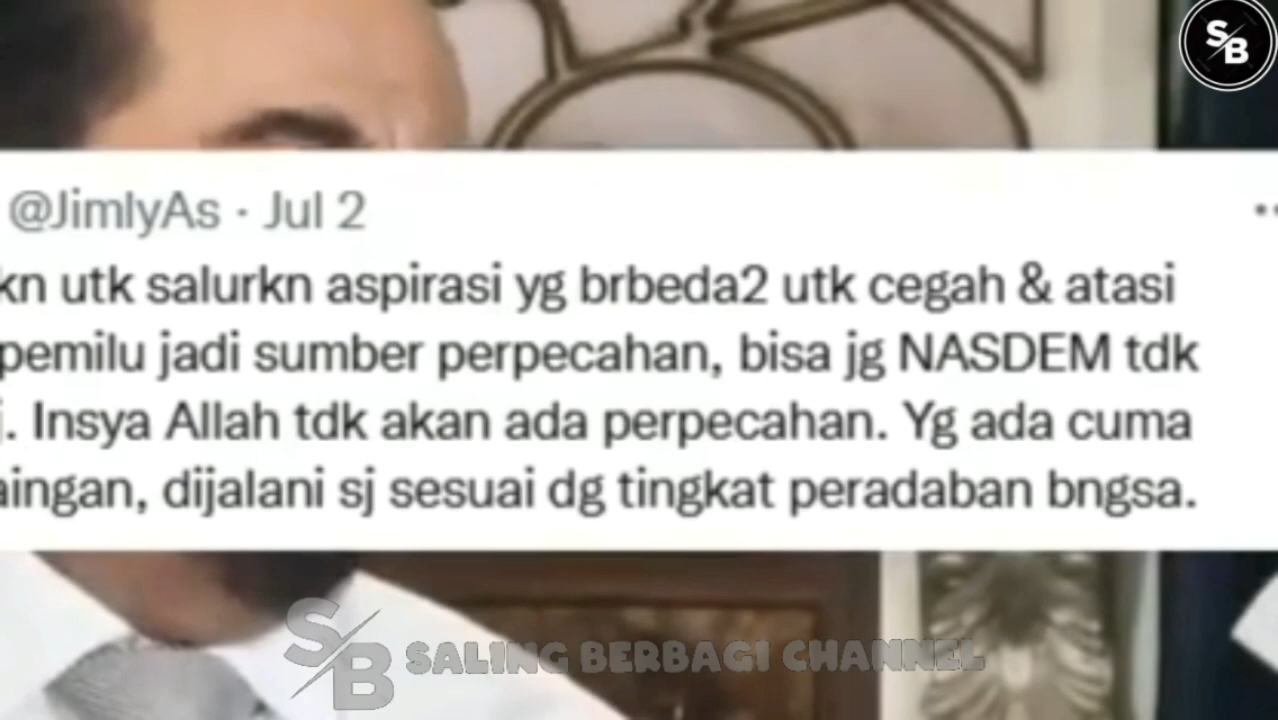 SB
@JimlyAs · Jul 2
kn utk salurkn aspirasi yg brbeda2 utk cegah & atasi
pemilu jadi sumber perpecahan, bisa jg NASDEM tdk
. Insya Allah tdk akan ada perpecahan. Yg ada cuma
aingan, dijalani sj sesuai dg tingkat peradaban bngsa.
SB SALING BERBAGI CHANNEL